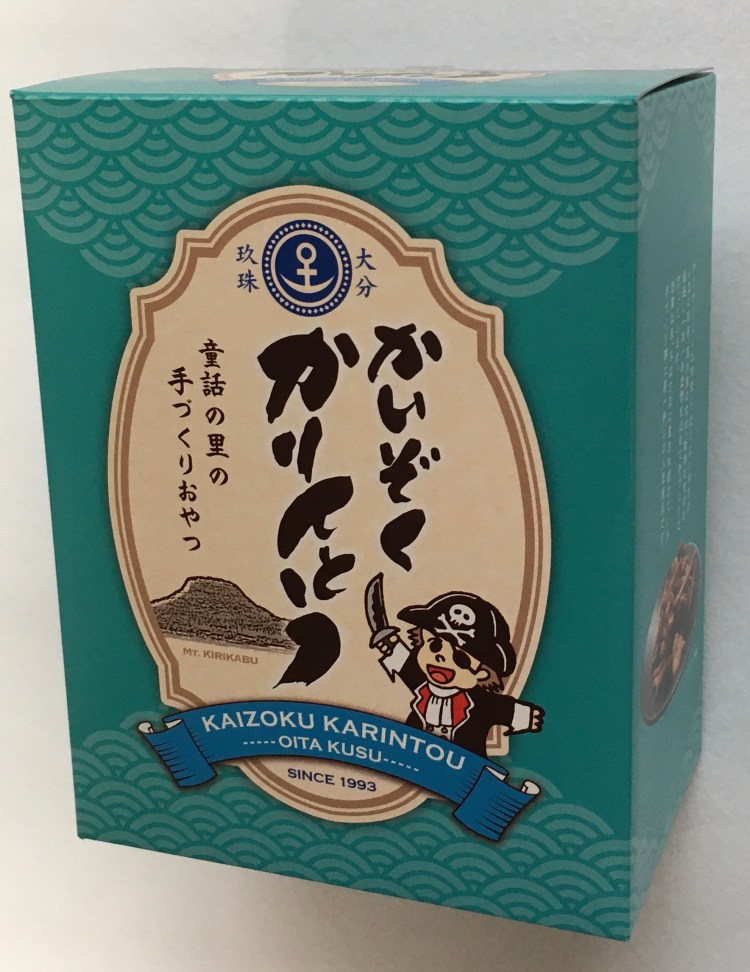 大分
玖珠
かいぞく
かりんとう
童話の里の
手づくりおやつ
MT. KIRIKABU
KAIZOKU KARINTOU
-----OITA KUSU-----
SINCE 1993